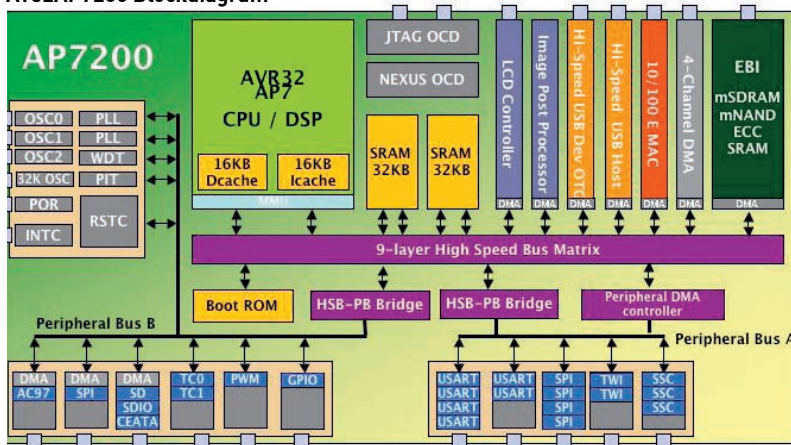 AP7200
OSC0
PLL
OSC1
PLL
OSC2
WDT
32K OSC
PIT
POR
RSTC
INTC
AVR32
AP7
CPU / DSP
16KB
Dcache
16KB
Icache
MMU
JTAG OCD
NEXUS OCD
SRAM
32KB
SRAM
32KB
LCD Controller
DMA
Image Post Processor
DMA
Hi-Speed USB Dev OTG
DMA
Hi-Speed USB Host
DMA
10/100 E MAC
DMA
4-Channel DMA
DMA
EBI
mSDRAM
mNAND
ECC
SRAM
DMA
9-layer High Speed Bus Matrix
Boot ROM
HSB-PB Bridge
HSB-PB Bridge
Peripheral DMA
controller
Peripheral Bus B
Peripheral Bus A
DMA
AC97
DMA
SPI
DMA
SD
SDIO
CEATA
TC0
TC1
PWM
GPIO
USART
USART
USART
USART
USART
USART
SPI
SPI
SPI
SPI
TWI
TWI
SSC
SSC
SSC